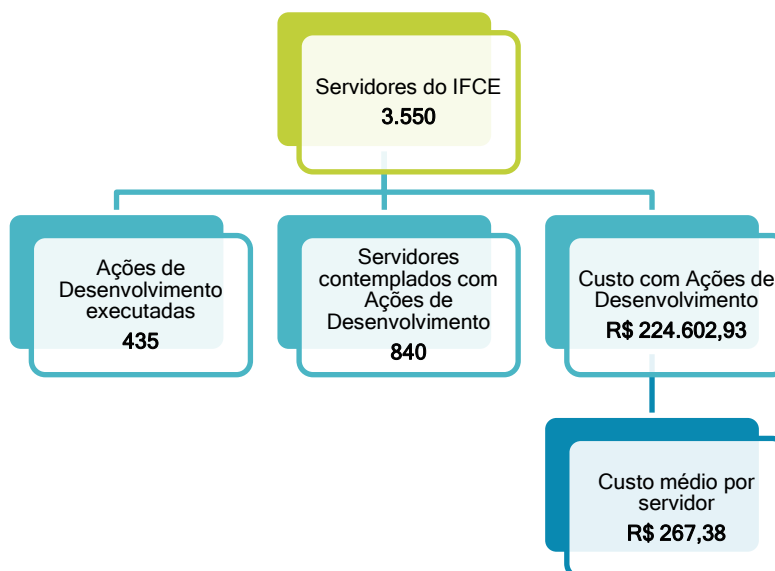 Servidores do IFCE
3.550
Ações de
Desenvolvimento
executadas
435
Servidores
contemplados com
Ações de
Desenvolvimento
840
Custo com Ações de
Desenvolvimento
R$ 224.602,93
Custo médio por
servidor
R$ 267,38